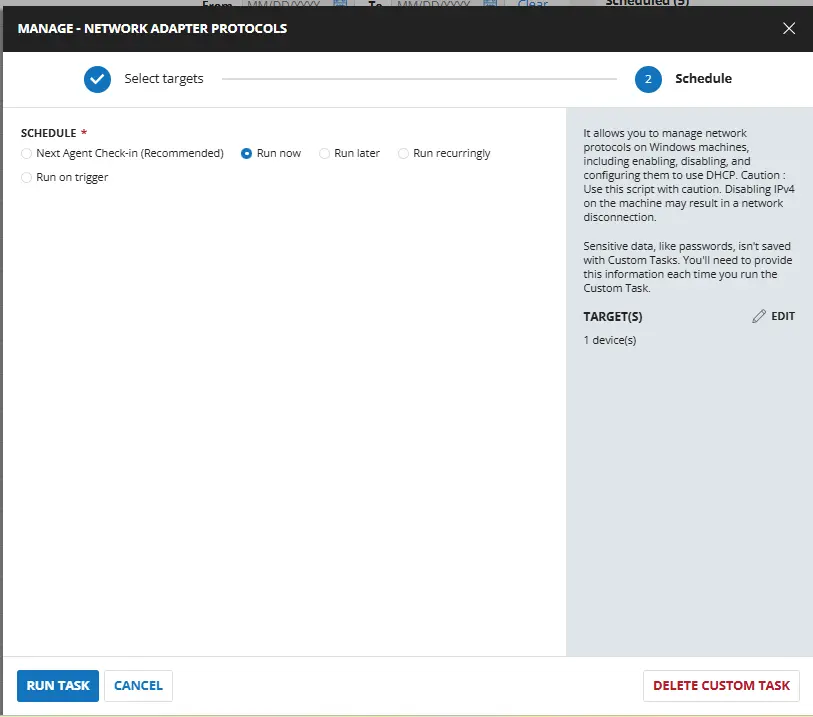 From MM/DD/YYYY To MM/DD/YYYY Clear Scheduled (5)
MANAGE - NETWORK ADAPTER PROTOCOLS
Select targets
2 Schedule
SCHEDULE *
Next Agent Check-in (Recommended) Run now Run later Run recurringly
Run on trigger
It allows you to manage network
protocols on Windows machines,
including enabling, disabling, and
configuring them to use DHCP. Caution :
Use this script with caution. Disabling IPv4
on the machine may result in a network
disconnection.
Sensitive data, like passwords, isn't saved
with Custom Tasks. You'll need to provide
this information each time you run the
Custom Task.
TARGET(S) EDIT
1 device(s)
RUN TASK CANCEL DELETE CUSTOM TASK